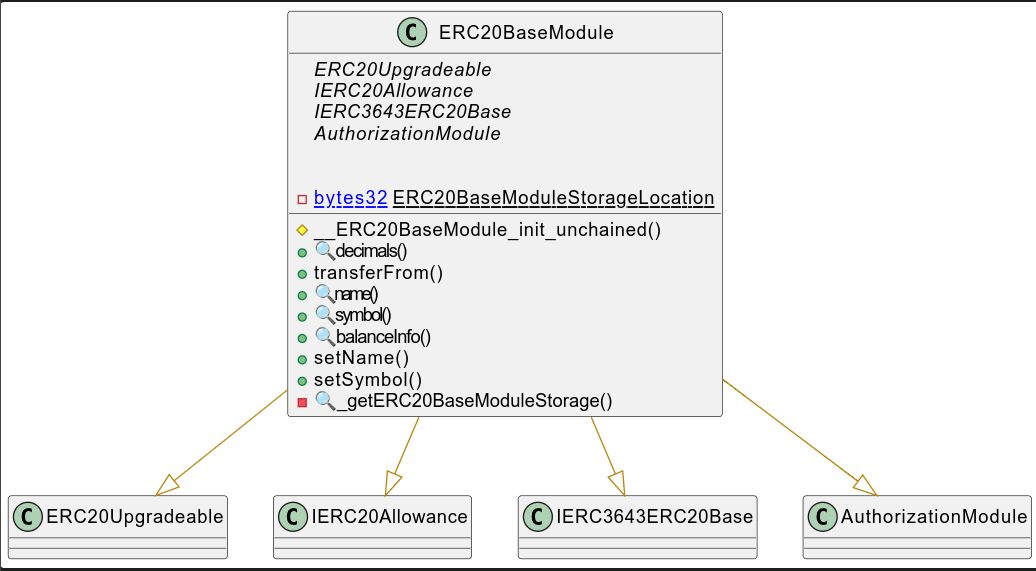 C ERC20BaseModule
ERC20Upgradeable
IERC20Allowance
IERC3643ERC20Base
AuthorizationModule
bytes32 ERC20BaseModuleStorageLocation
__ERC20BaseModule_init_unchained()
🔍decimals()
transferFrom()
🔍name()
🔍symbol()
🔍balanceInfo()
setName()
setSymbol()
🔍_getERC20BaseModuleStorage()
C ERC20Upgradeable
C IERC20Allowance
C IERC3643ERC20Base
C AuthorizationModule